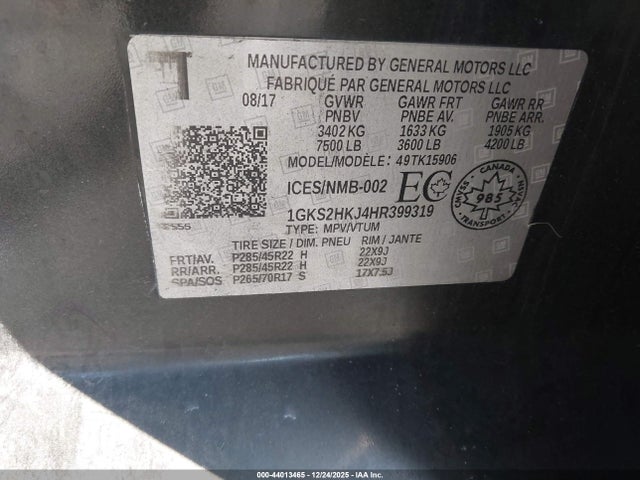 T
MANUFACTURED BY GENERAL MOTORS LLC
FABRIQUÉ PAR GENERAL MOTORS LLC
08/17 GVWR GAWR FRT GAWR RR
PNBV PNBE AV. PNBE ARR.
3402 KG 1633 KG 1905 KG
7500 LB 3600 LB 4200 LB
MODEL/MODÈLE: 49TK15906
ICES/NMB-002 EC
CANADA
985
1GKS2HKJ4HR399319
TYPE: MPV/VTUM
TIRE SIZE / DIM. PNEU RIM / JANTE
FRT/AV. P285/45R22 H 22X9J
RR/ARR. P285/45R22 H 22X9J
SPA/SOS P265/70R17 S 17X7.5J
000-44013465 - 12/24/2025 - IAA Inc.